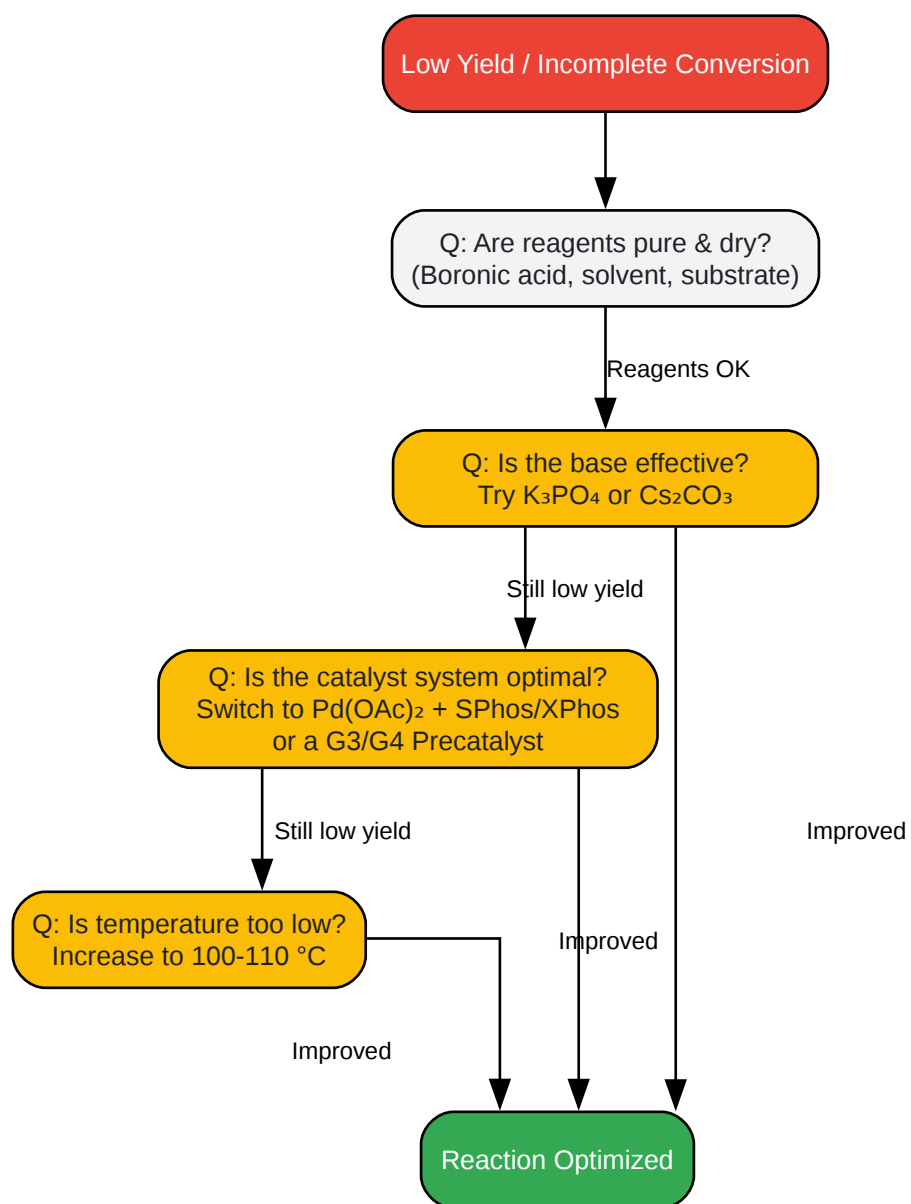 Low Yield / Incomplete Conversion
Q: Are reagents pure & dry?
(Boronic acid, solvent, substrate)
Reagents OK
Q: Is the base effective?
Try K₃PO₄ or Cs₂CO₃
Still low yield
Q: Is the catalyst system optimal?
Switch to Pd(OAc)₂ + SPhos/XPhos
or a G3/G4 Precatalyst
Still low yield
Improved
Q: Is temperature too low?
Increase to 100-110 °C
Improved
Improved
Reaction Optimized